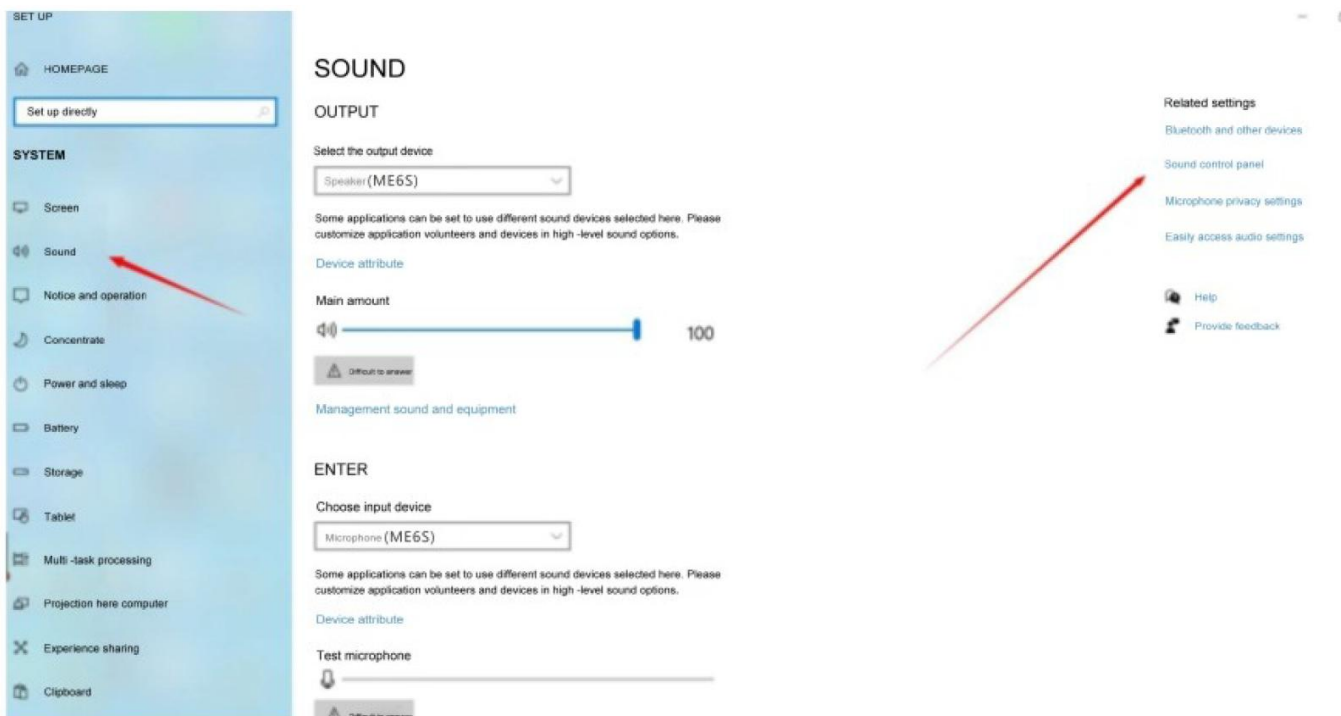 SET UP
HOMEPAGE
Set up directly
SYSTEM
Screen
Sound
Notice and operation
Concentrate
Power and sleep
Battery
Storage
Tablet
Multi -task processing
Projection here computer
Experience sharing
Clipboard
SOUND
OUTPUT
Select the output device
Speaker(ME6S)
Some applications can be set to use different sound devices selected here. Please
customize application volunteers and devices in high -level sound options.
Device attribute
Main amount
100
Difficult to answer
Management sound and equipment
ENTER
Choose input device
Microphone (ME6S)
Some applications can be set to use different sound devices selected here. Please
customize application volunteers and devices in high -level sound options.
Device attribute
Test microphone
Related settings
Bluetooth and other devices
Sound control panel
Microphone privacy settings
Easily access audio settings
Help
Provide feedback